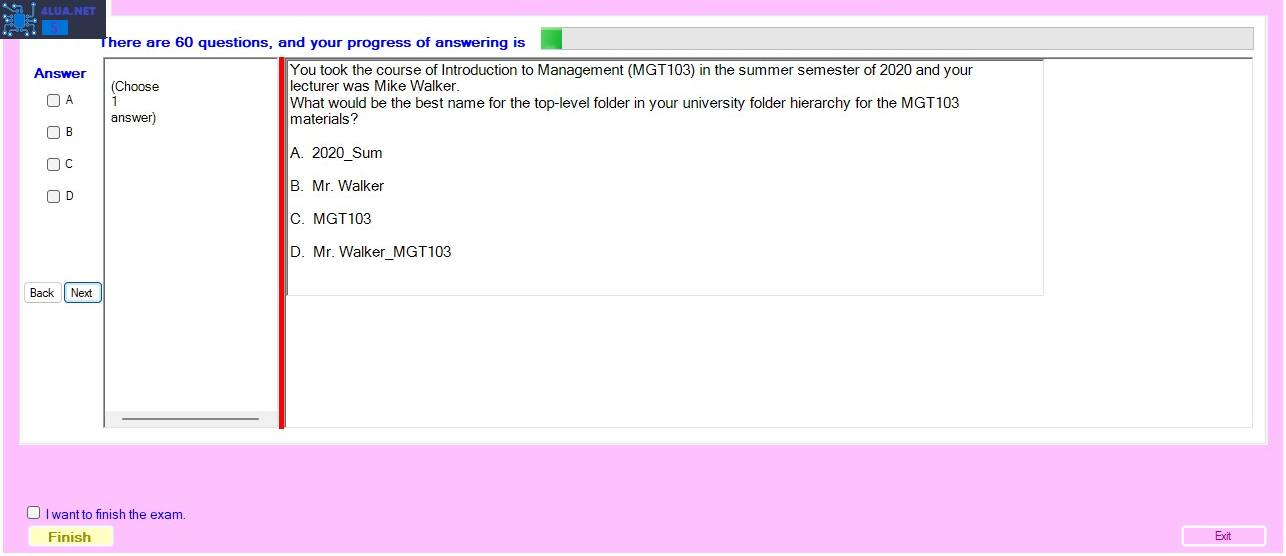 4LUA.NET
5
There are 60 questions, and your progress of answering is
Answer
A
B
C
D
Back Next
(Choose
1
answer)
You took the course of Introduction to Management (MGT103) in the summer semester of 2020 and your
lecturer was Mike Walker.
What would be the best name for the top-level folder in your university folder hierarchy for the MGT103
materials?
A. 2020_Sum
B. Mr. Walker
C. MGT103
D. Mr. Walker_MGT103
I want to finish the exam.
Finish
Exit